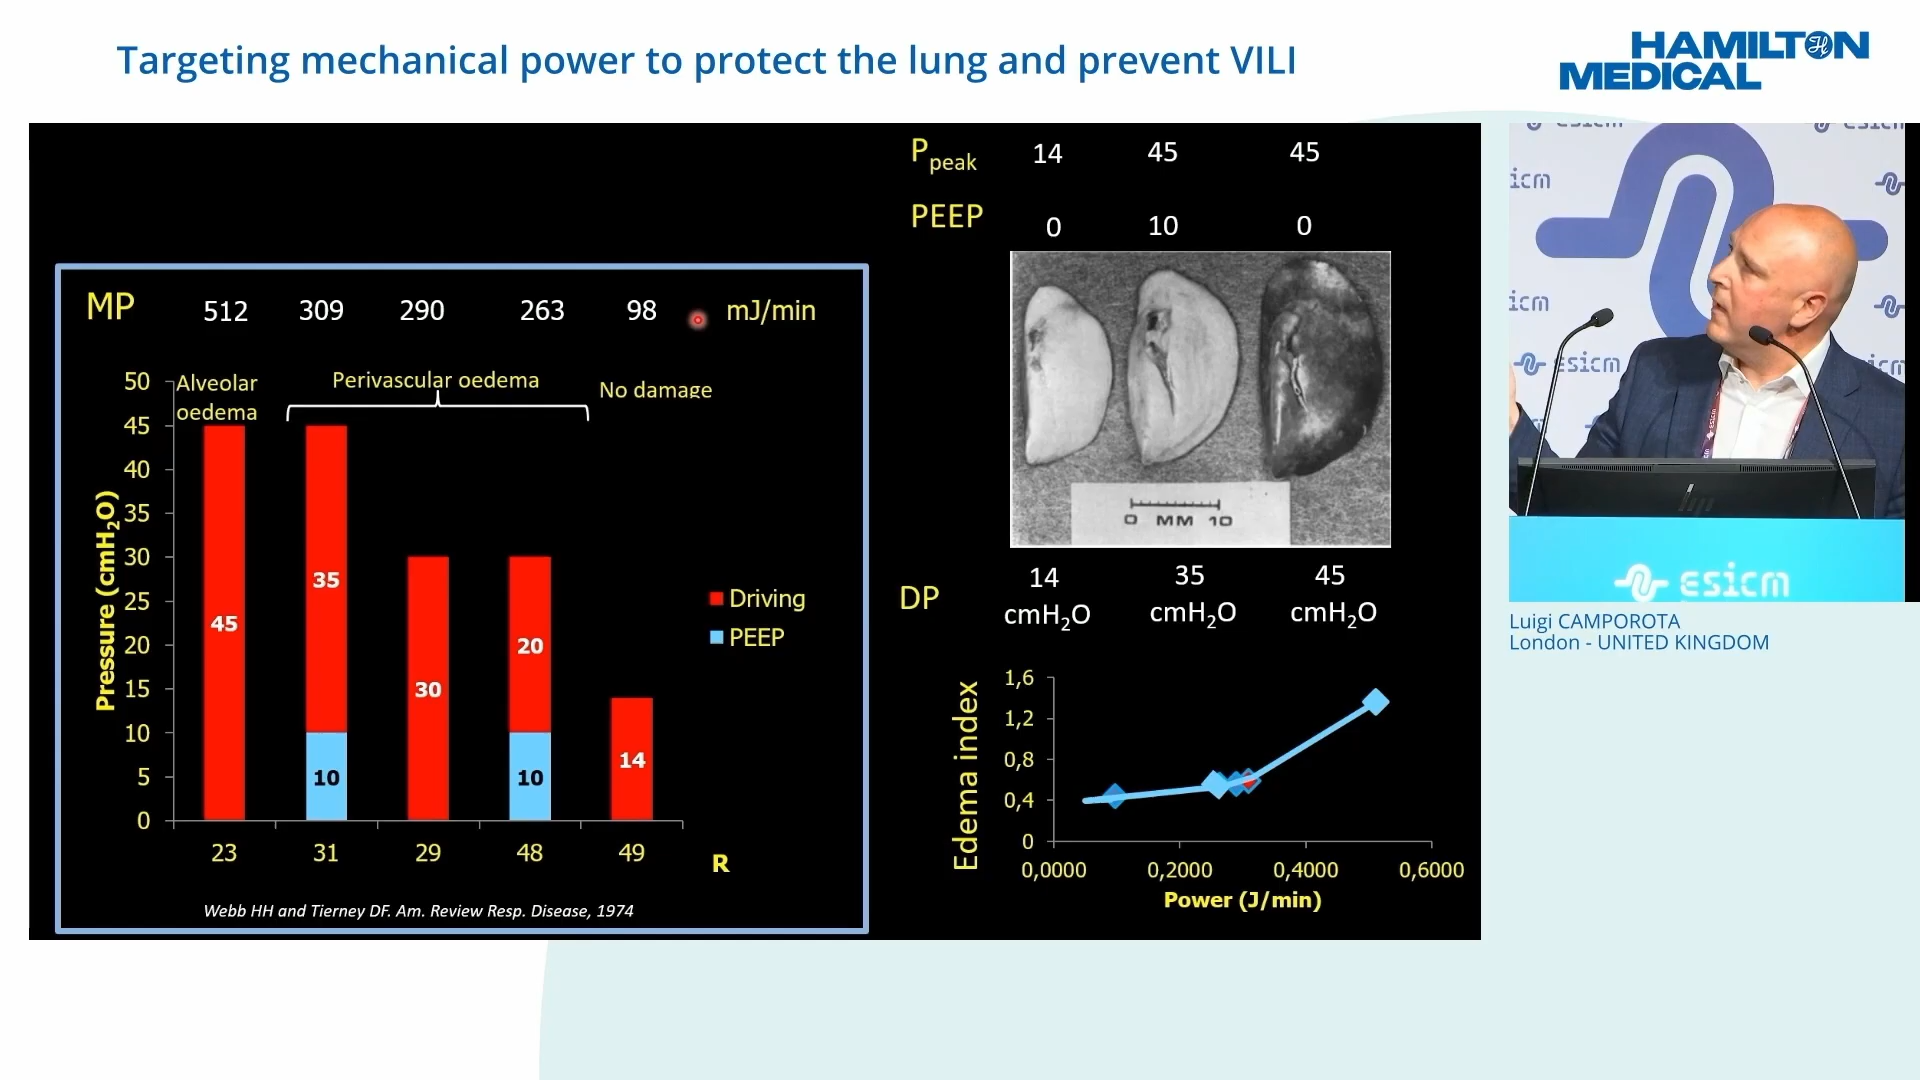 Targeting mechanical power to protect the lung and prevent VILI
HAMILTON
MEDICAL
MP 512 309 290 263 98 mJ/min
Alveolar
oedema
Perivascular oedema
No damage
Pressure (cmH₂O)
50
45
40
35
30
25
20
15
10
5
0
45
35
10
30
20
10
14
Driving
PEEP
23 31 29 48 49 R
Webb HH and Tierney DF. Am. Review Resp. Disease, 1974
Ppeak 14 45 45
PEEP 0 10 0
0 MM 10
DP
14
cmH₂O
35
cmH₂O
45
cmH₂O
Edema index
1,6
1,2
0,8
0,4
0
0,0000 0,2000 0,4000 0,6000
Power (J/min)
esicm
icm
icm
esicm
hp
esicm
Luigi CAMPOROTA
London - UNITED KINGDOM